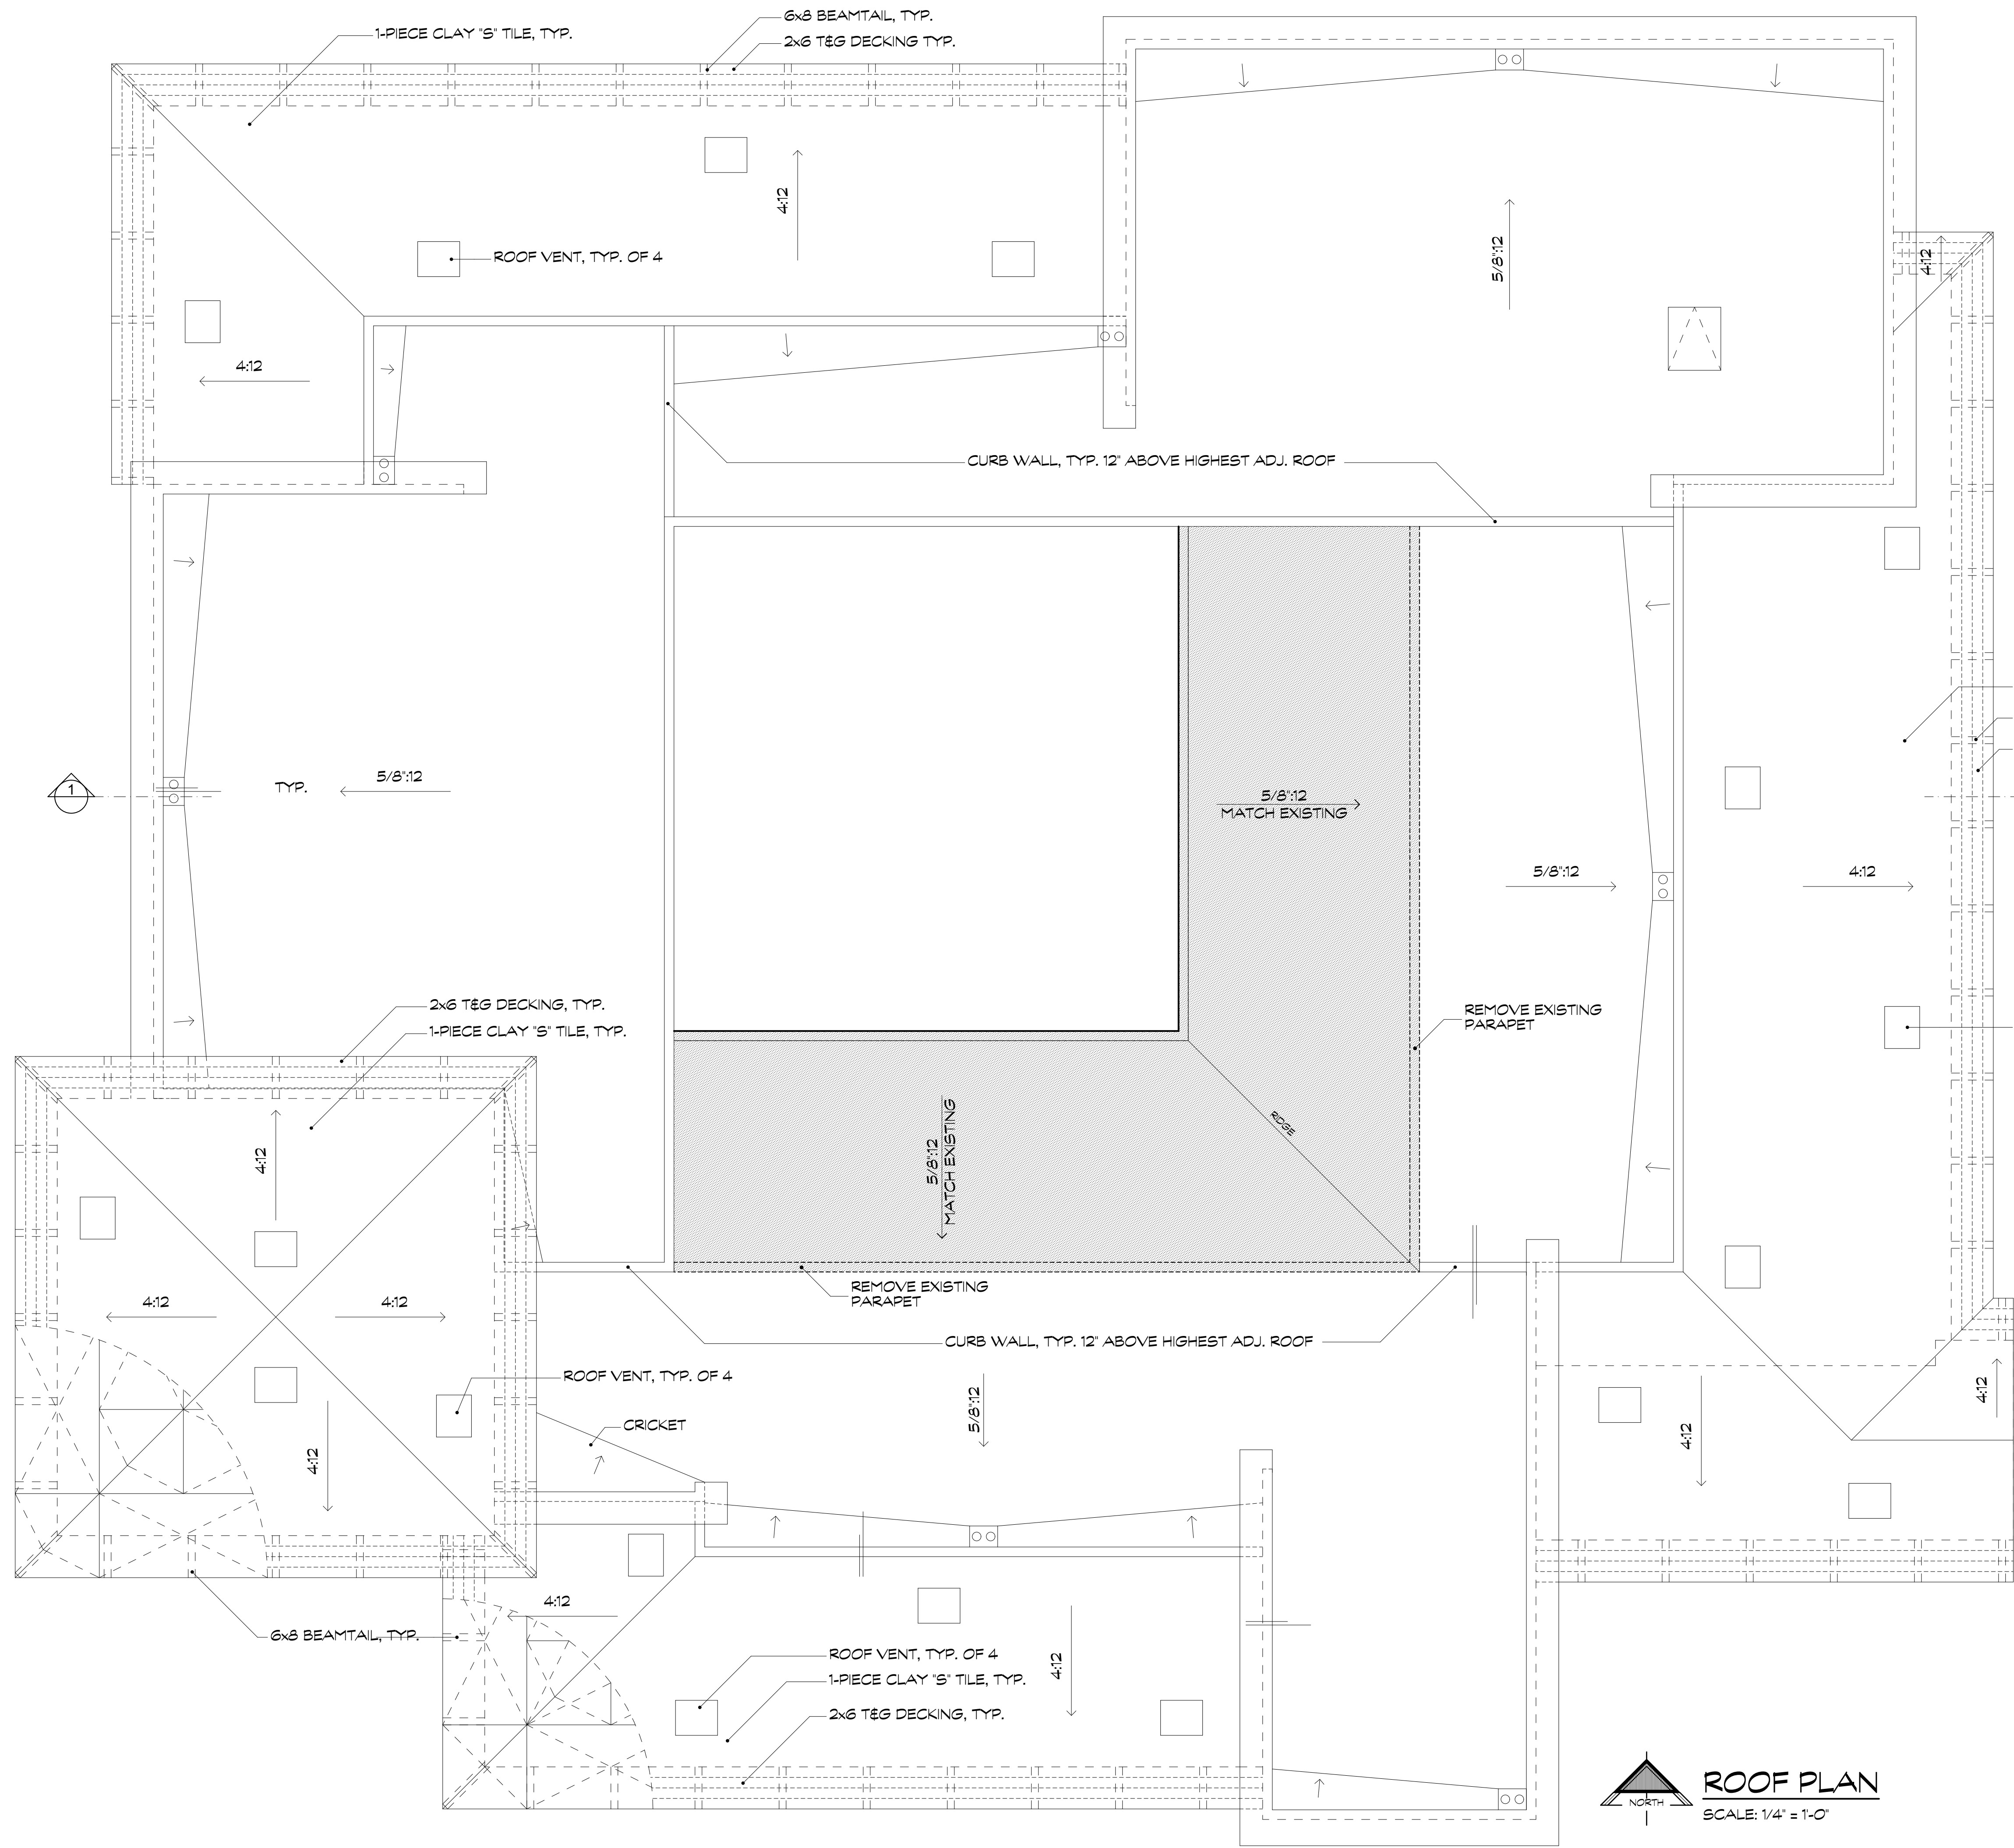 6x8 BEAMTAIL, TYP.
1-PIECE CLAY "S" TILE, TYP.
2x6 T&G DECKING TYP.
4:12
5/8":12
4:12
ROOF VENT, TYP. OF 4
4:12
CURB WALL, TYP. 12" ABOVE HIGHEST ADJ. ROOF
1
TYP.
5/8":12
5/8":12
MATCH EXISTING
5/8":12
4:12
2x6 T&G DECKING, TYP.
1-PIECE CLAY "S" TILE, TYP.
REMOVE EXISTING
PARAPET
RIDGE
5/8":12
MATCH EXISTING
4:12
4:12
4:12
REMOVE EXISTING
PARAPET
CURB WALL, TYP. 12" ABOVE HIGHEST ADJ. ROOF
ROOF VENT, TYP. OF 4
CRICKET
5/8":12
4:12
4:12
4:12
4:12
6x8 BEAMTAIL, TYP.
ROOF VENT, TYP. OF 4
4:12
1-PIECE CLAY "S" TILE, TYP.
2x6 T&G DECKING, TYP.
NORTH
ROOF PLAN
SCALE: 1/4" = 1'-0"